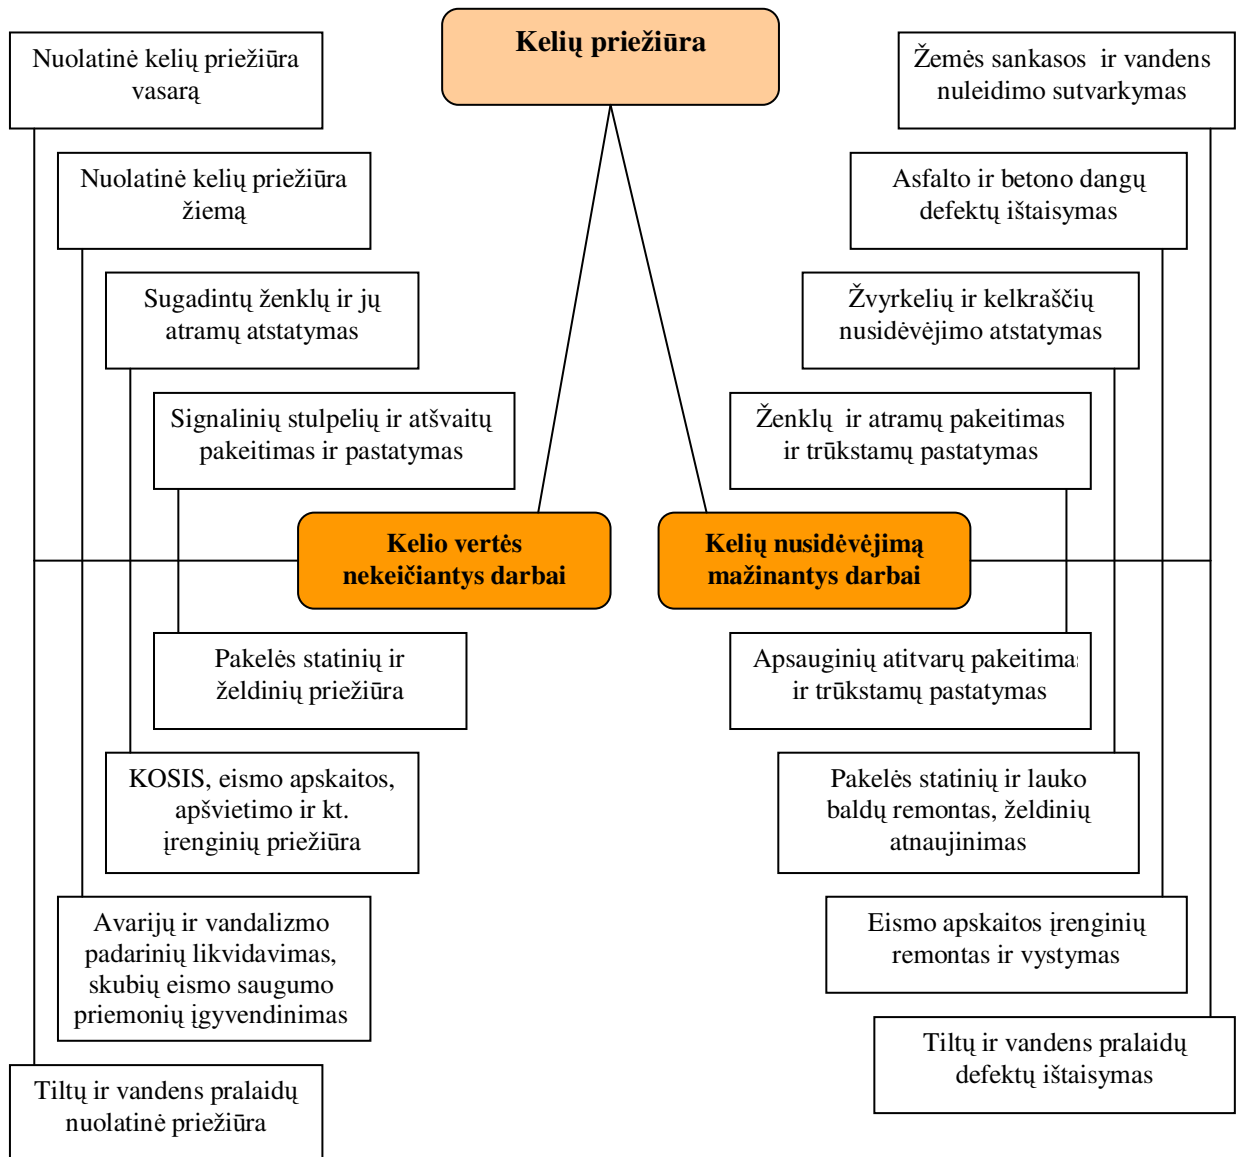 Kelių priežiūra
Nuolatinė kelių priežiūra
vasarą
Nuolatinė kelių priežiūra
žiemą
Sugadintų ženklų ir jų
atramų atstatymas
Signalinių stulpelių ir atšvaitų
pakeitimas ir pastatymas
Kelio vertės
nekeičiantys darbai
Pakelės statinių ir
želdinių priežiūra
KOSIS, eismo apskaitos,
apšvietimo ir kt.
įrenginių priežiūra
Avarijų ir vandalizmo
padarinių likvidavimas,
skubių eismo saugumo
priemonių įgyvendinimas
Tiltų ir vandens pralaidų
nuolatinė priežiūra
Žemės sankasos ir vandens
nuleidimo sutvarkymas
Asfalto ir betono dangų
defektų ištaisymas
Žvyrkelių ir kelkraščių
nusidėvėjimo atstatymas
Ženklų ir atramų pakeitimas
ir trūkstamų pastatymas
Kelių nusidėvėjimą
mažinantys darbai
Apsauginių atitvarų pakeitimas
ir trūkstamų pastatymas
Pakelės statinių ir lauko
baldų remontas, želdinių
atnaujinimas
Eismo apskaitos įrenginių
remontas ir vystymas
Tiltų ir vandens pralaidų
defektų ištaisymas